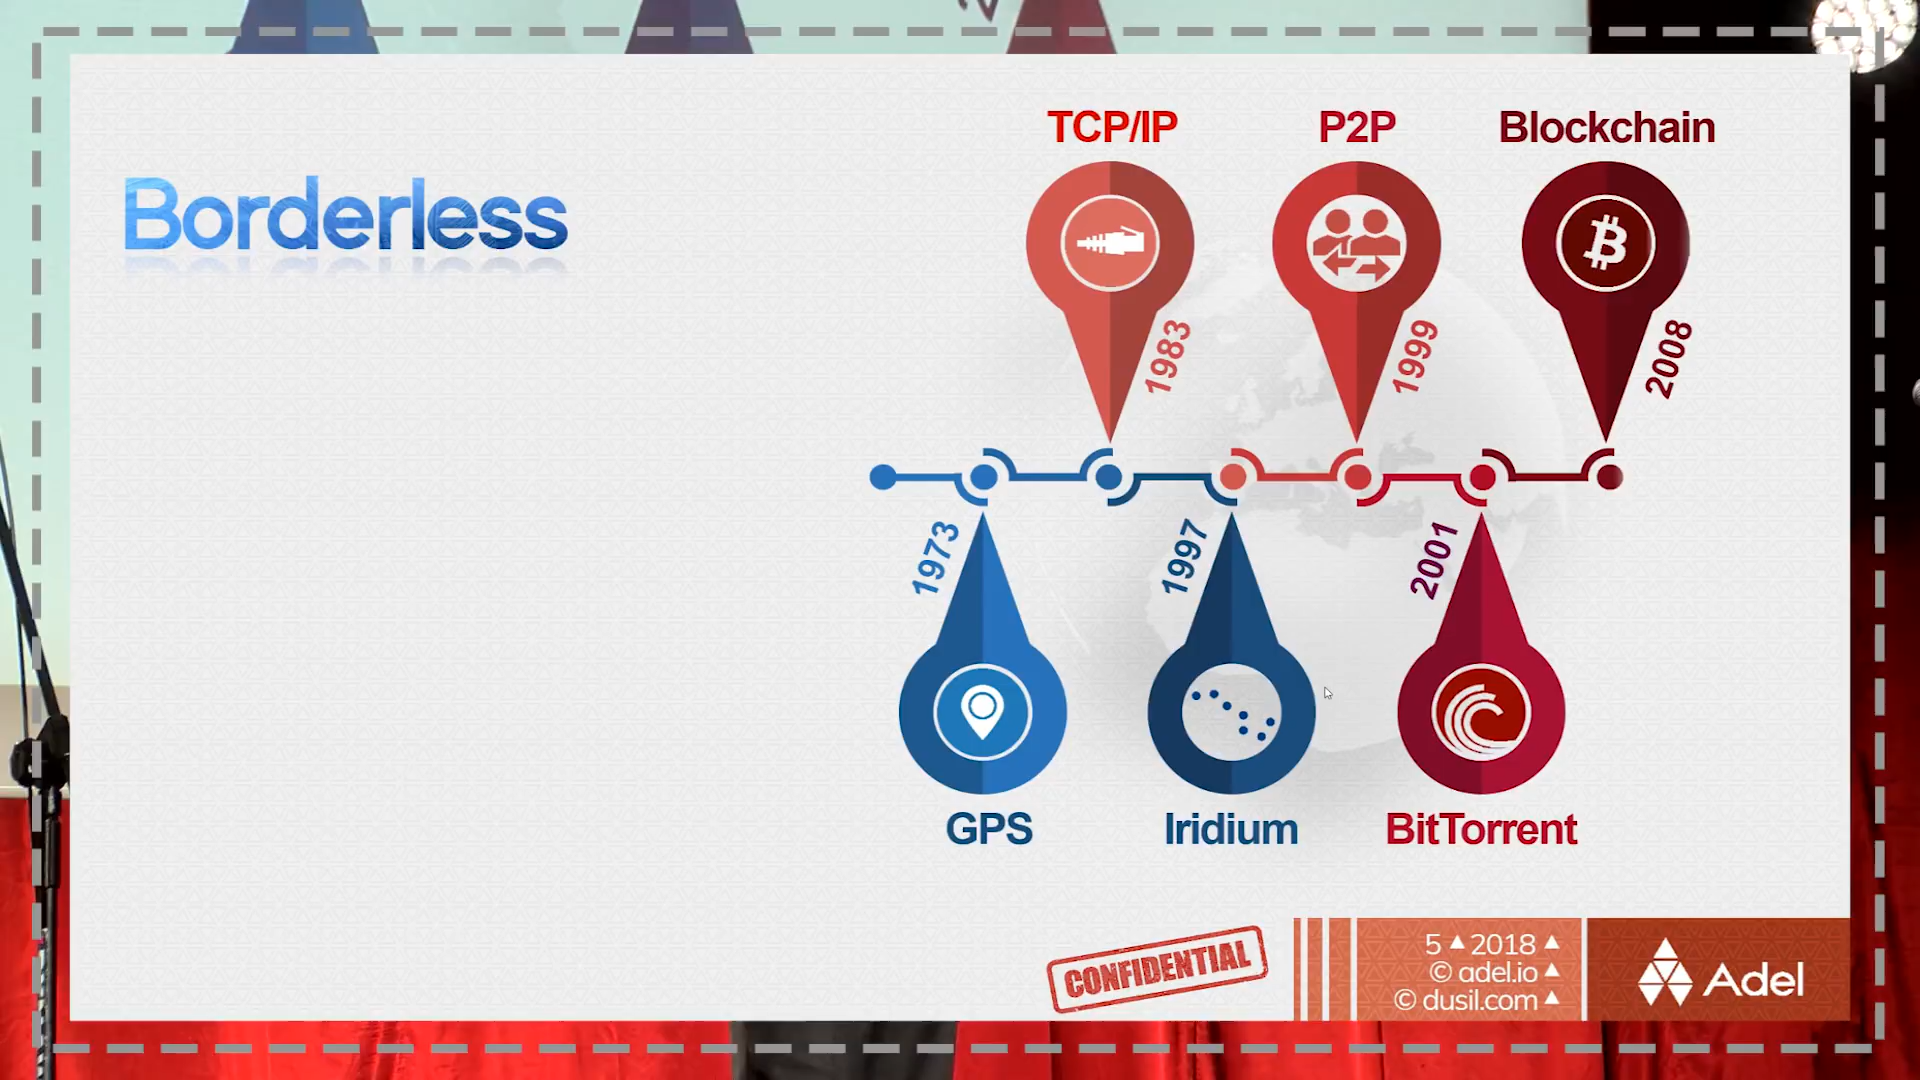 Borderless
TCP/IP
P2P
Blockchain
1983
1999
2008
1973
1997
2001
GPS
Iridium
BitTorrent
CONFIDENTIAL
5 ▲ 2018 ▲
© adel.io ▲
© dusil.com ▲
Adel